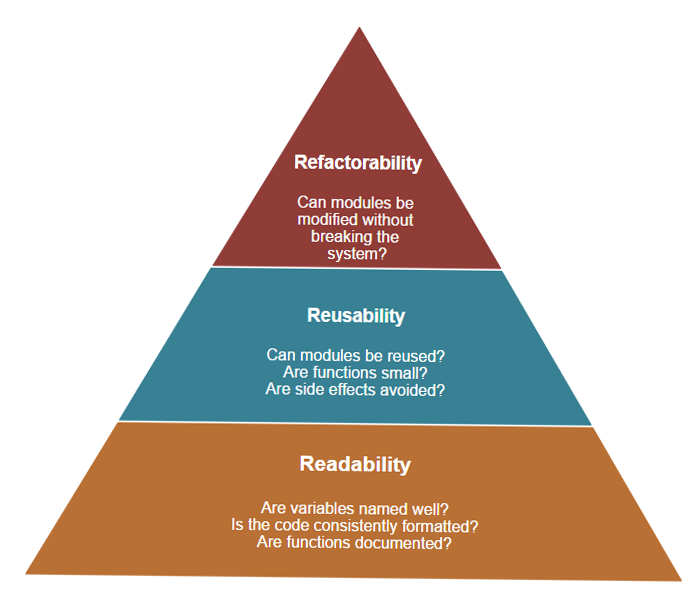 Refactorability
Can modules be
modified without
breaking the
system?
Reusability
Can modules be reused?
Are functions small?
Are side effects avoided?
Readability
Are variables named well?
Is the code consistently formatted?
Are functions documented?